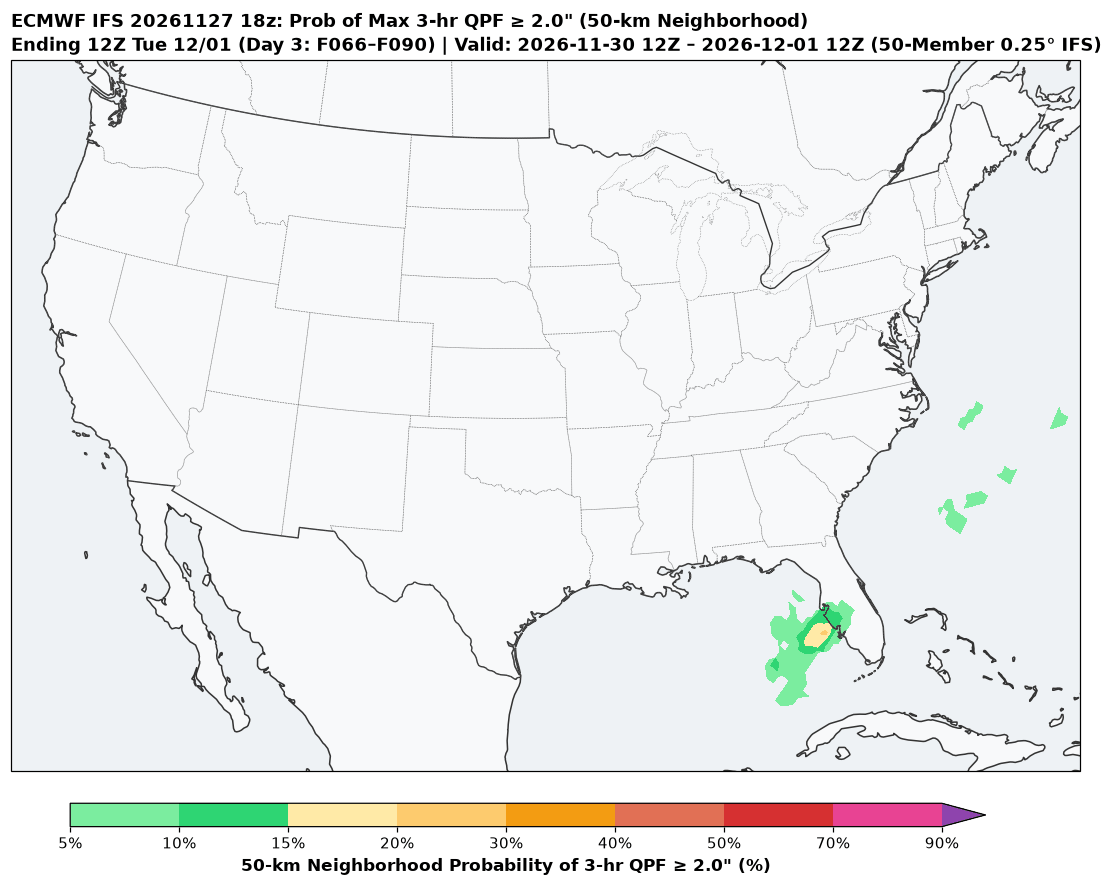 ECMWF IFS 20261127 18z: Prob of Max 3-hr QPF ≥ 2.0" (50-km Neighborhood)
Ending 12Z Tue 12/01 (Day 3: F066–F090) | Valid: 2026-11-30 12Z – 2026-12-01 12Z (50-Member 0.25° IFS)
5% 10% 15% 20% 30% 40% 50% 70% 90%
50-km Neighborhood Probability of 3-hr QPF ≥ 2.0" (%)